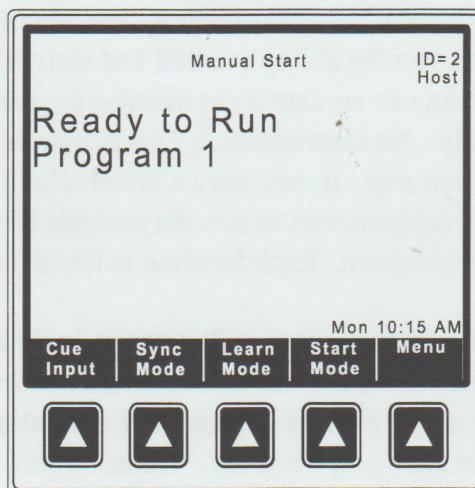 Manual Start
ID=2
Host
Ready to Run
Program 1
Mon 10:15 AM
Cue Input
Sync Mode
Learn Mode
Start Mode
Menu